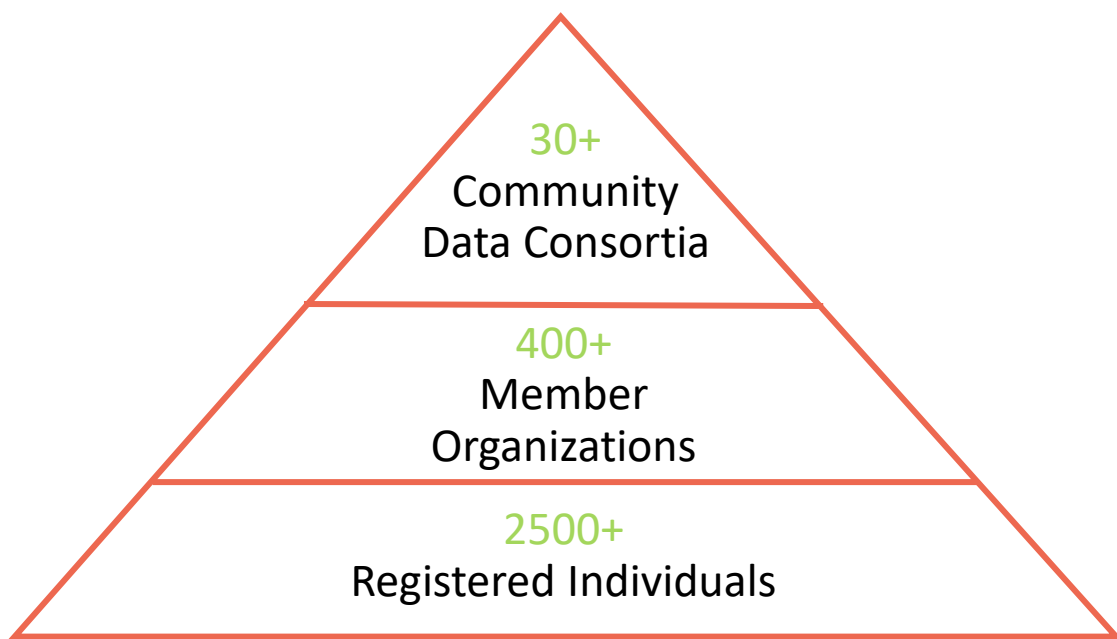 30+
Community
Data Consortia
400+
Member
Organizations
2500+
Registered Individuals